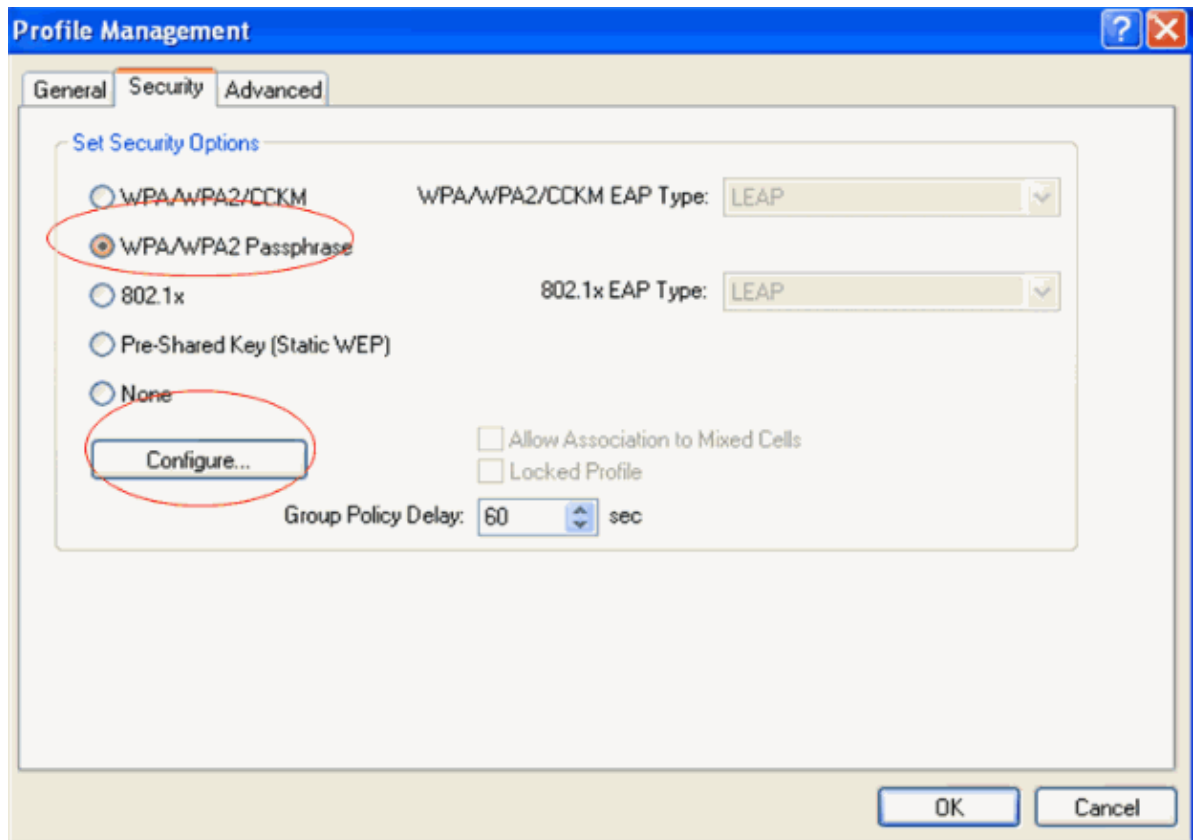 Profile Management
General Security Advanced
Set Security Options
WPA/WPA2/CCKM WPA/WPA2/CCKM EAP Type: LEAP
WPA/WPA2 Passphrase
802.1x 802.1x EAP Type: LEAP
Pre-Shared Key (Static WEP)
None
Allow Association to Mixed Cells
Configure...
Locked Profile
Group Policy Delay: 60 sec
OK Cancel